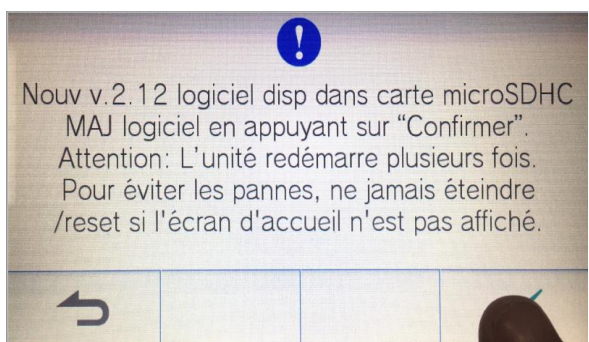 Nouv v.2.12 logiciel disp dans carte microSDHC
MAJ logiciel en appuyant sur “Confirmer”.
Attention: L'unité redémarre plusieurs fois.
Pour éviter les pannes, ne jamais éteindre
/reset si l'écran d'accueil n'est pas affiché.